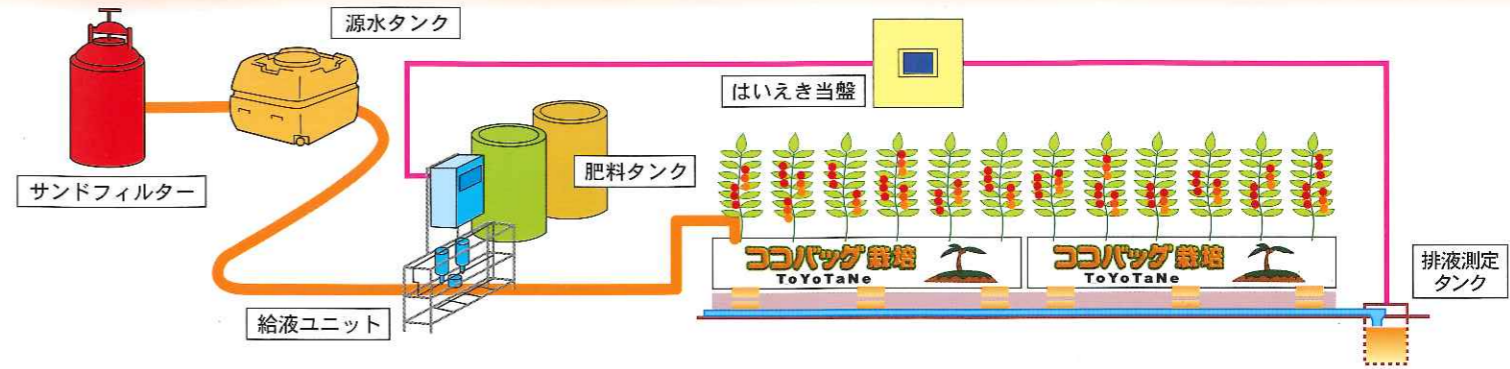 源水タンク
サンドフィルター
はいえき当盤
肥料タンク
給液ユニット
ココバッグ栽培
ToYoTaNe
ココバッグ栽培
ToYoTaNe
排液測定
タンク